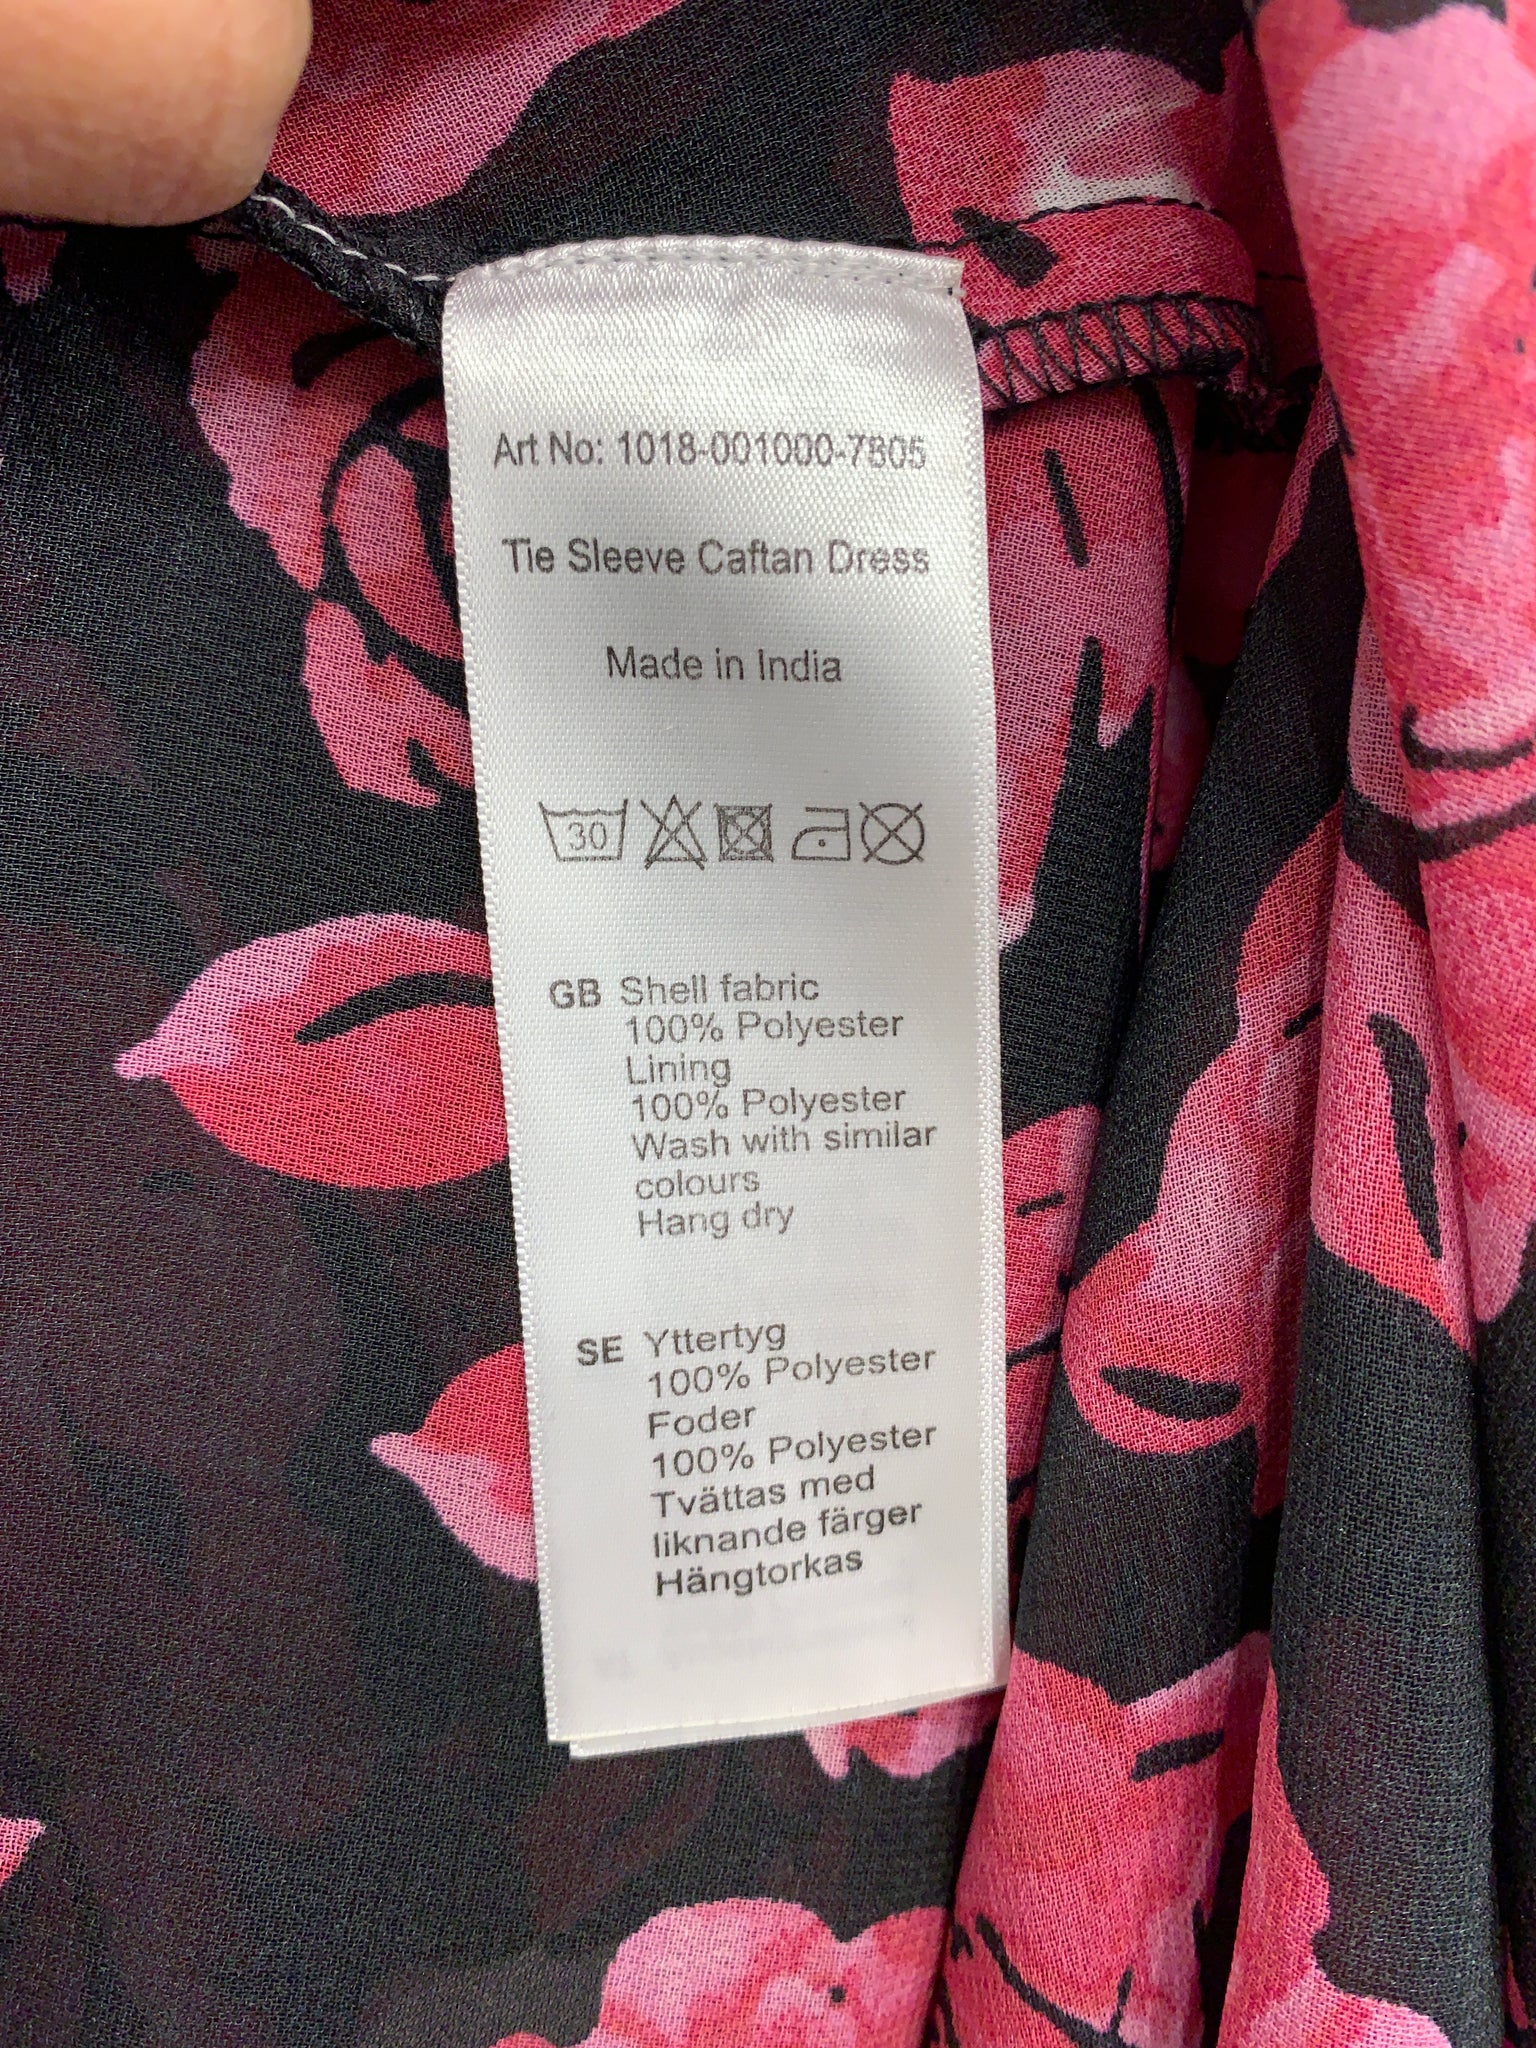 Art No: 1018-001000-7805
Tie Sleeve Caftan Dress
Made in India
30
GB Shell fabric
100% Polyester
Lining
100% Polyester
Wash with similar
colours
Hang dry
SE Yttertyg
100% Polyester
Foder
100% Polyester
Tvättas med
liknande färger
Hängtorkas